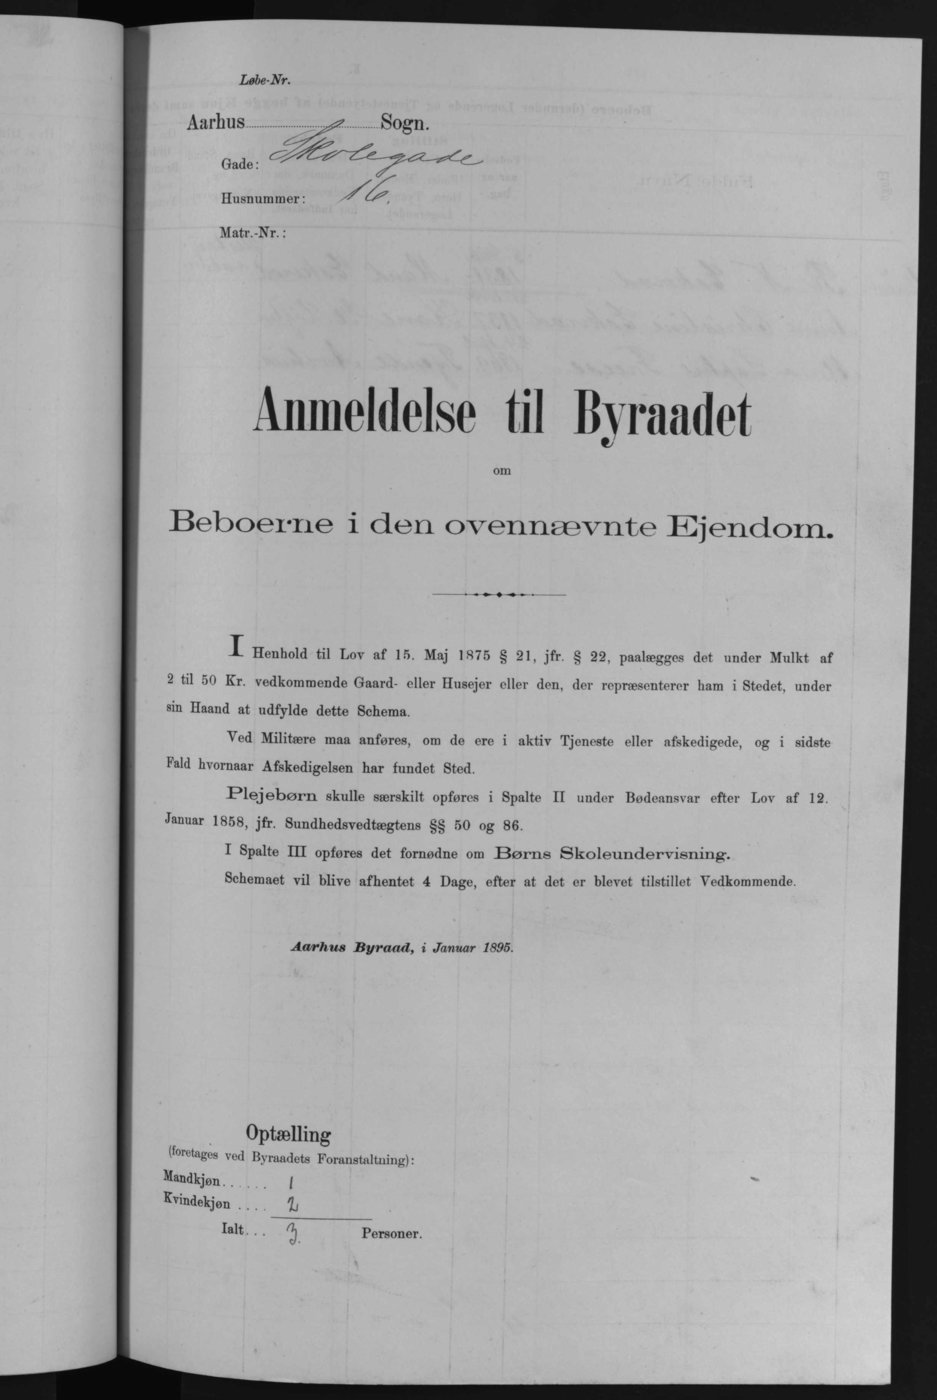 Løbe-Nr.
Aarhus Sogn.
Gade: Skolegade
Husnummer: 16.
Matr.-Nr.:
Anmeldelse til Byraadet
om
Beboerne i den ovennævnte Ejendom.
I Henhold til Lov af 15. Maj 1875 § 21, jfr. § 22, paalægges det under Mulkt af
2 til 50 Kr. vedkommende Gaard- eller Husejer eller den, der repræsenterer ham i Stedet, under
sin Haand at udfylde dette Schema.
Ved Militære maa anføres, om de ere i aktiv Tjeneste eller afskedigede, og i sidste
Fald hvornaar Afskedigelsen har fundet Sted.
Plejebørn skulle særskilt opføres i Spalte II under Bødeansvar efter Lov af 12.
Januar 1858, jfr. Sundhedsvedtægtens §§ 50 og 86.
I Spalte III opføres det fornødne om Børns Skoleundervisning.
Schemaet vil blive afhentet 4 Dage, efter at det er blevet tilstillet Vedkommende.
Aarhus Byraad, i Januar 1895.
Optælling
(foretages ved Byraadets Foranstaltning):
Mandkjøn...... 1
Kvindekjøn .... 2
Ialt... 3. Personer.